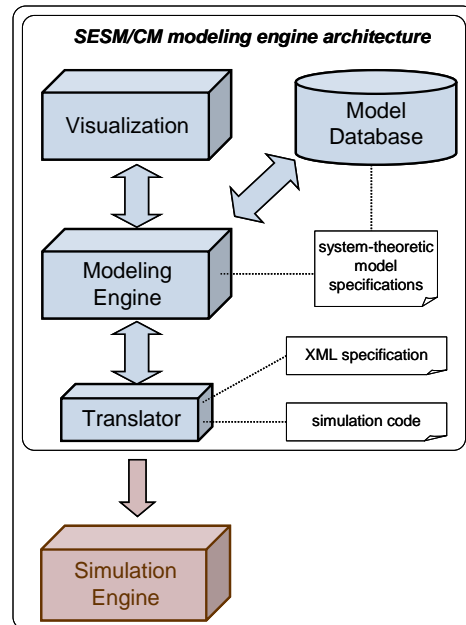 SESM/CM modeling engine architecture
Visualization
Model
Database
Modeling
Engine
system-theoretic
model
specifications
XML specification
Translator
simulation code
Simulation
Engine